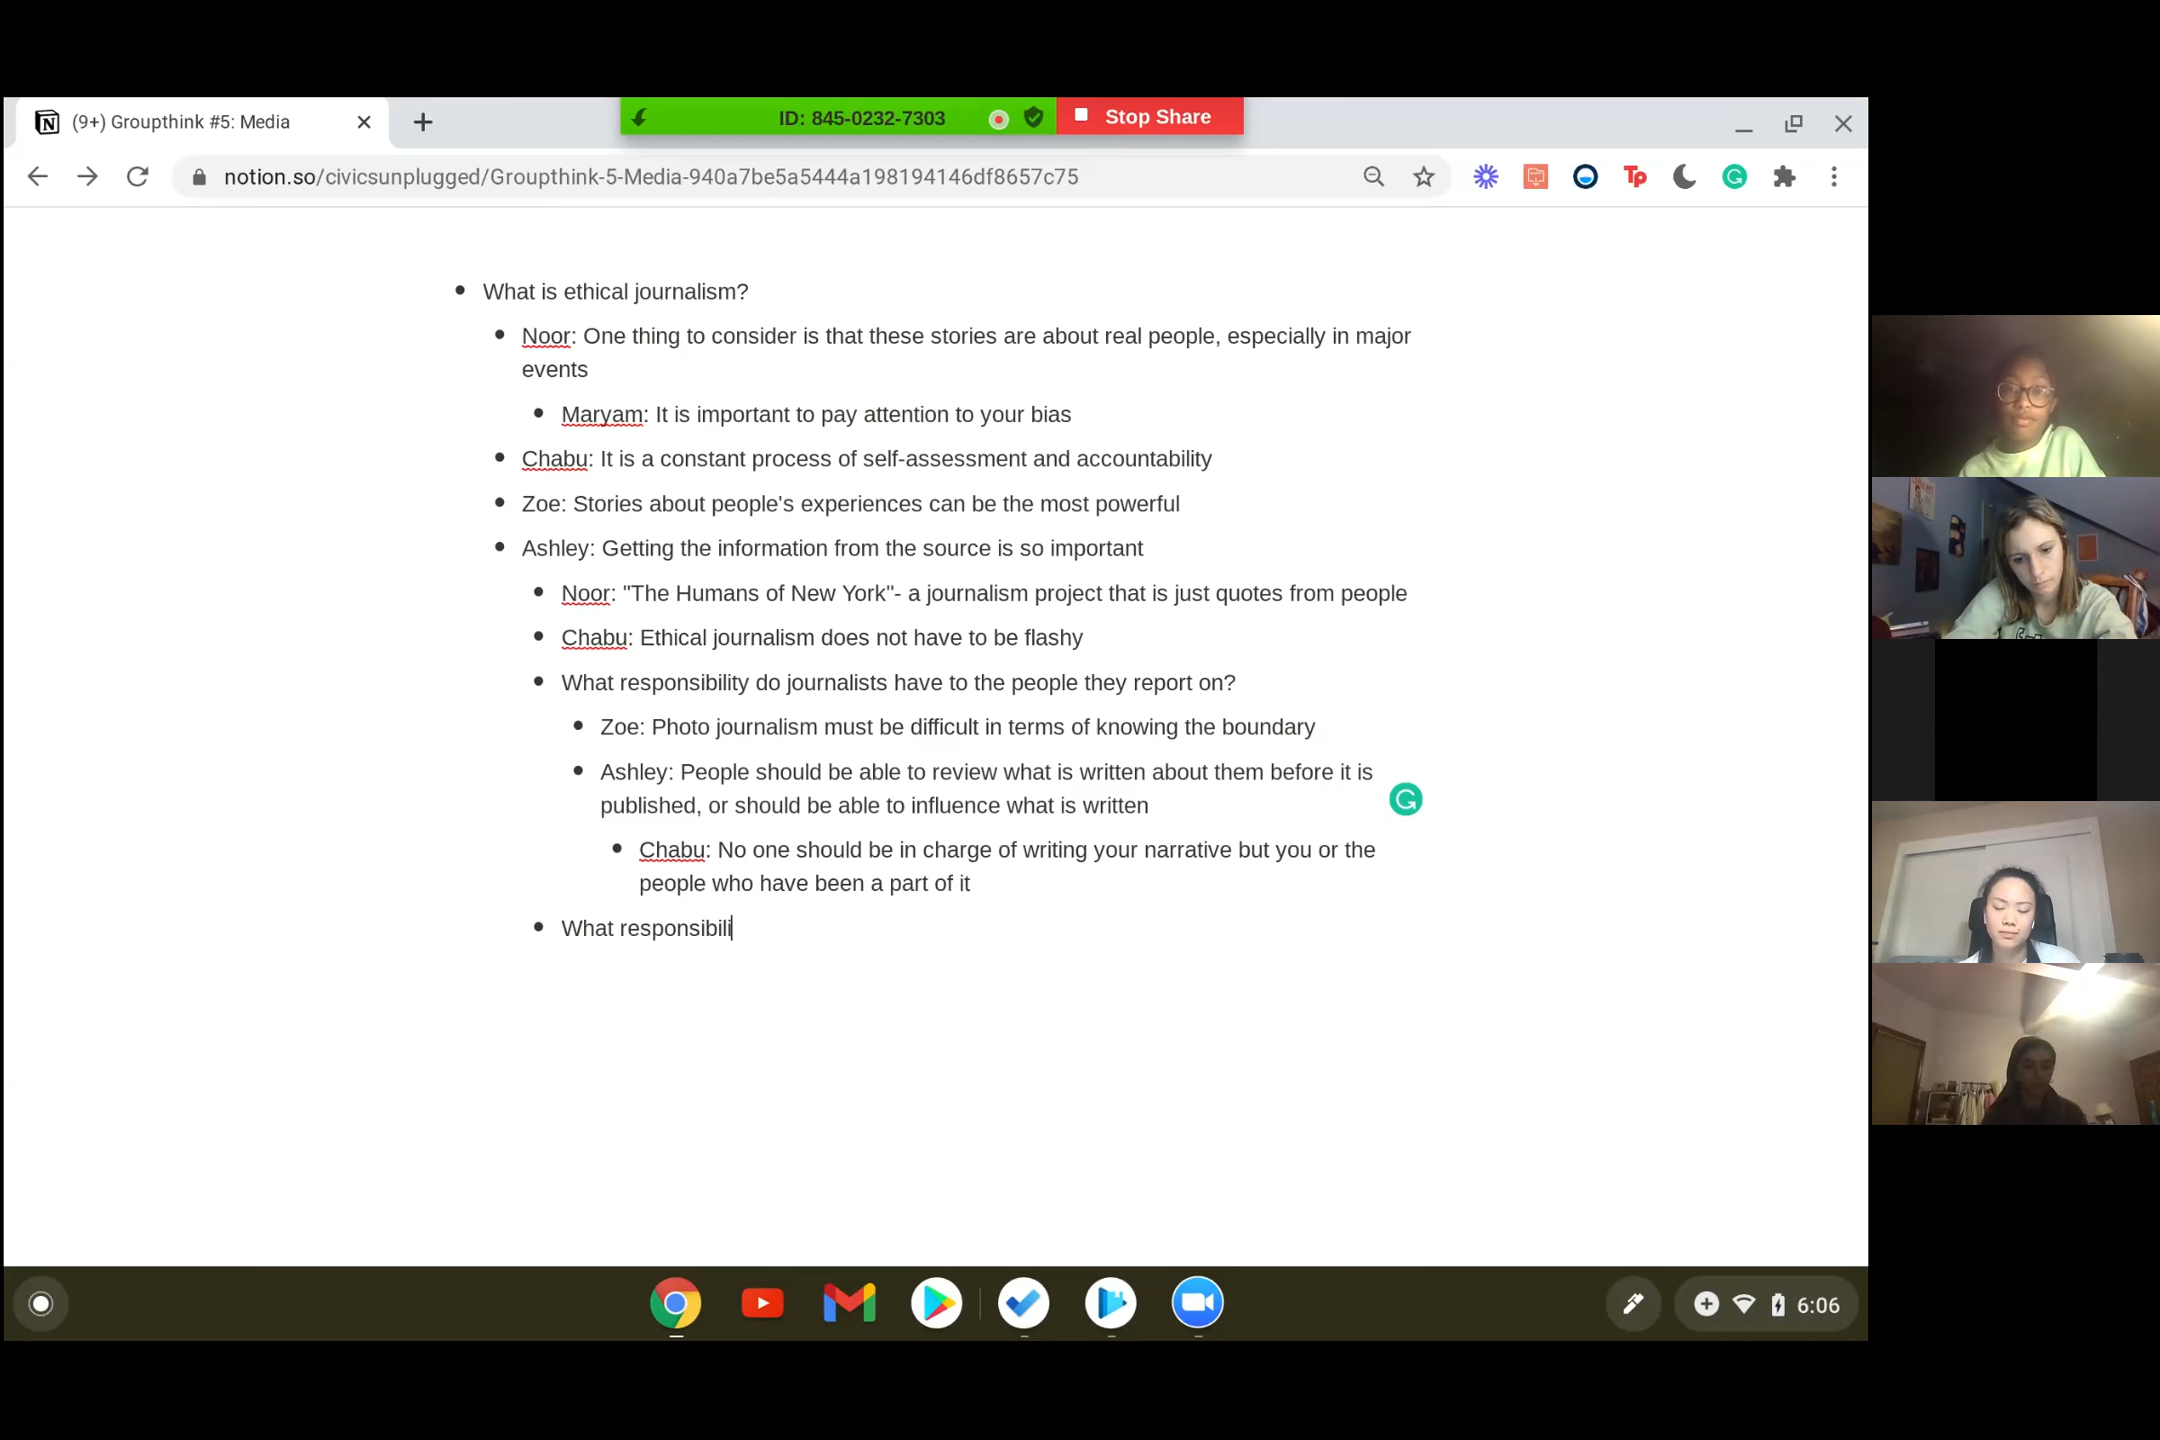 (9+) Groupthink #5: Media
ID: 845-0232-7303
Stop Share
notion.so/civicsunplugged/Groupthink-5-Media-940a7be5a5444a198194146df8657c75
Tp
What is ethical journalism?
Noor: One thing to consider is that these stories are about real people, especially in major
events
Maryam: It is important to pay attention to your bias
Chabu: It is a constant process of self-assessment and accountability
Zoe: Stories about people's experiences can be the most powerful
Ashley: Getting the information from the source is so important
Noor: "The Humans of New York"- a journalism project that is just quotes from people
Chabu: Ethical journalism does not have to be flashy
What responsibility do journalists have to the people they report on?
Zoe: Photo journalism must be difficult in terms of knowing the boundary
Ashley: People should be able to review what is written about them before it is
published, or should be able to influence what is written
Chabu: No one should be in charge of writing your narrative but you or the
people who have been a part of it
What responsibili
6:06